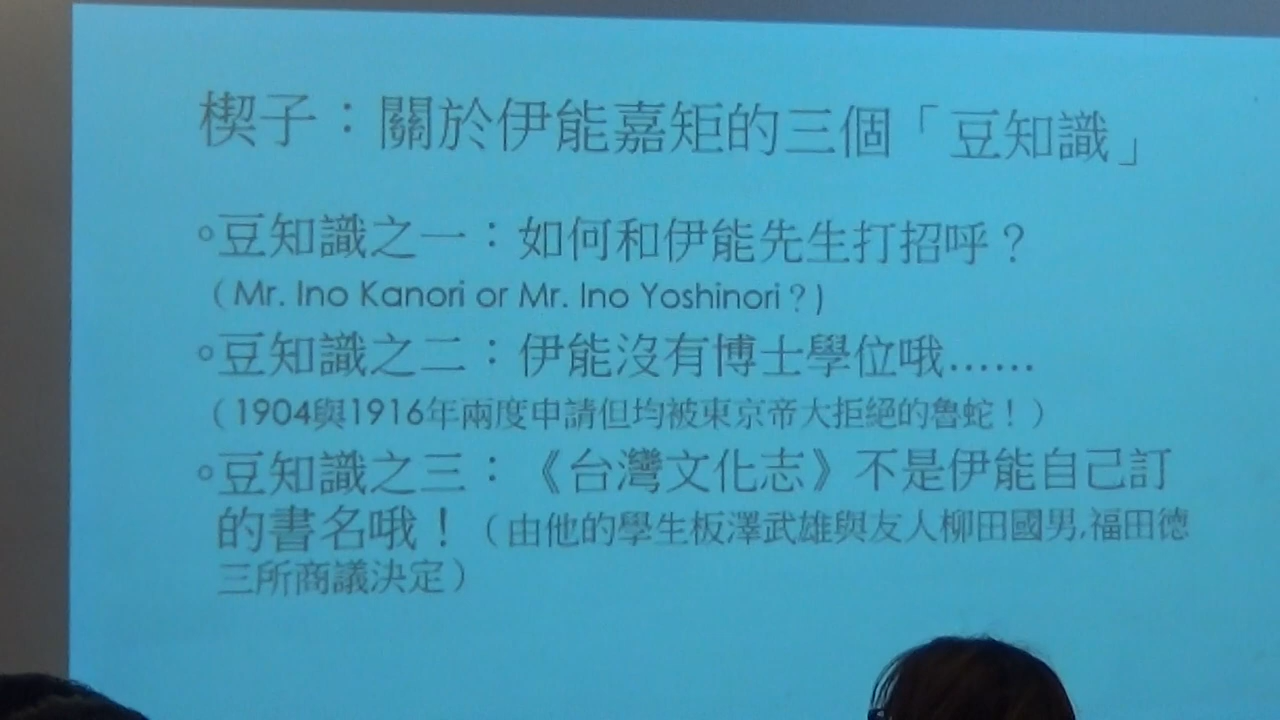 楔子：關於伊能嘉矩的三個「豆知識」
◦豆知識之一：如何和伊能先生打招呼？
（Mr. Ino Kanori or Mr. Ino Yoshinori？)
◦豆知識之二：伊能沒有博士學位哦……
（1904與1916年兩度申請但均被東京帝大拒絕的魯蛇！）
◦豆知識之三：《台灣文化志》不是伊能自己訂
的書名哦！（由他的學生板澤武雄與友人柳田國男,福田德
三所商議決定）